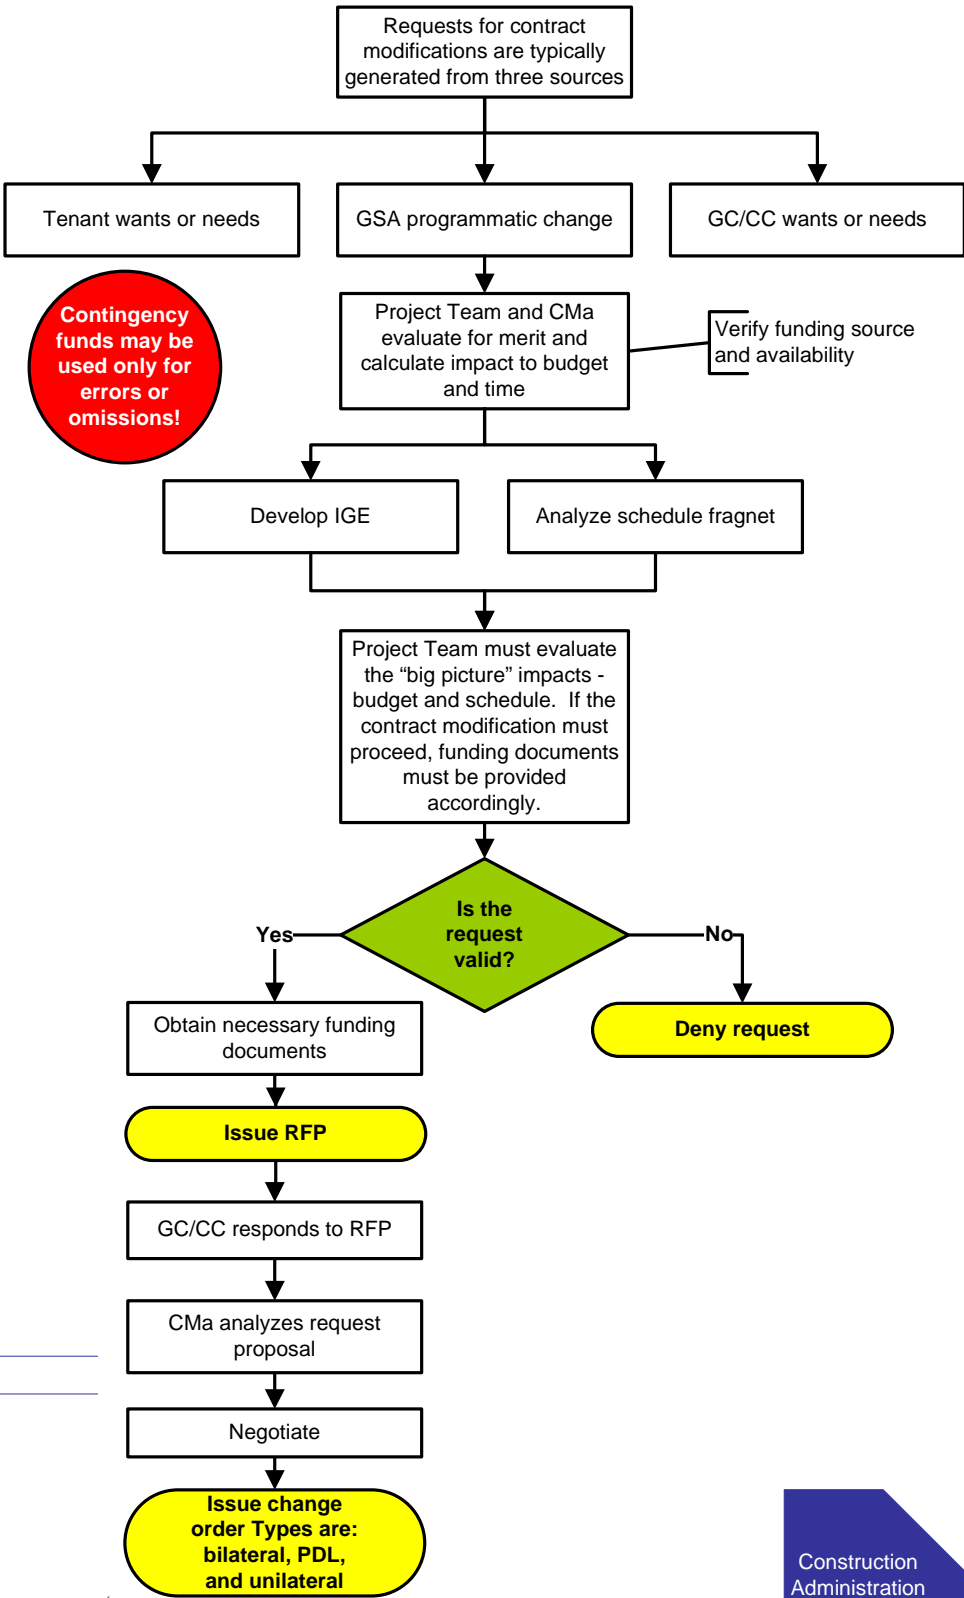 Requests for contract
modifications are typically
generated from three sources
Tenant wants or needs
GSA programmatic change
GC/CC wants or needs
Contingency
funds may be
used only for
errors or
omissions!
Project Team and CMa
evaluate for merit and
calculate impact to budget
and time
Verify funding source
and availability
Develop IGE
Analyze schedule fragnet
Project Team must evaluate
the “big picture” impacts -
budget and schedule.  If the
contract modification must
proceed, funding documents
must be provided
accordingly.
Is the
request
valid?
Yes
No
Obtain necessary funding
documents
Deny request
Issue RFP
GC/CC responds to RFP
CMa analyzes request
proposal
Negotiate
Issue change
order Types are:
bilateral, PDL,
and unilateral
Construction
Administration